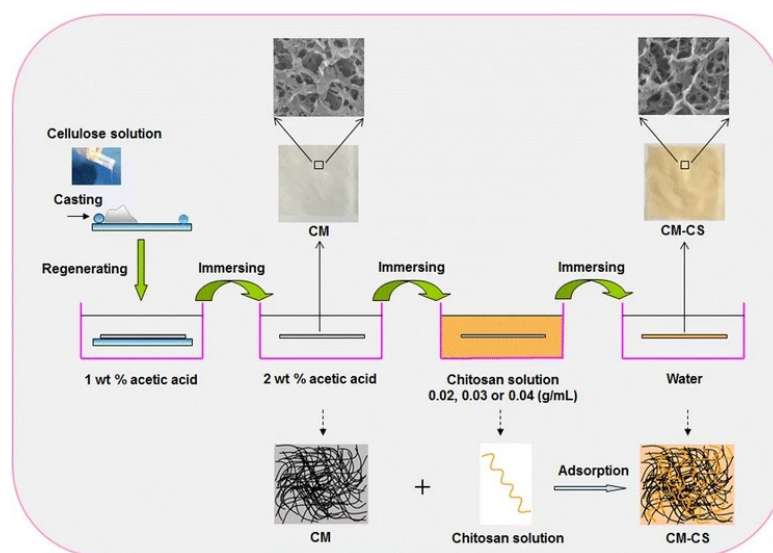 Cellulose solution
Casting
CM
CM-CS
Regenerating
Immersing
Immersing
Immersing
1 wt % acetic acid
2 wt % acetic acid
Chitosan solution
0.02, 0.03 or 0.04 (g/mL)
Water
+
Adsorption
CM
Chitosan solution
CM-CS